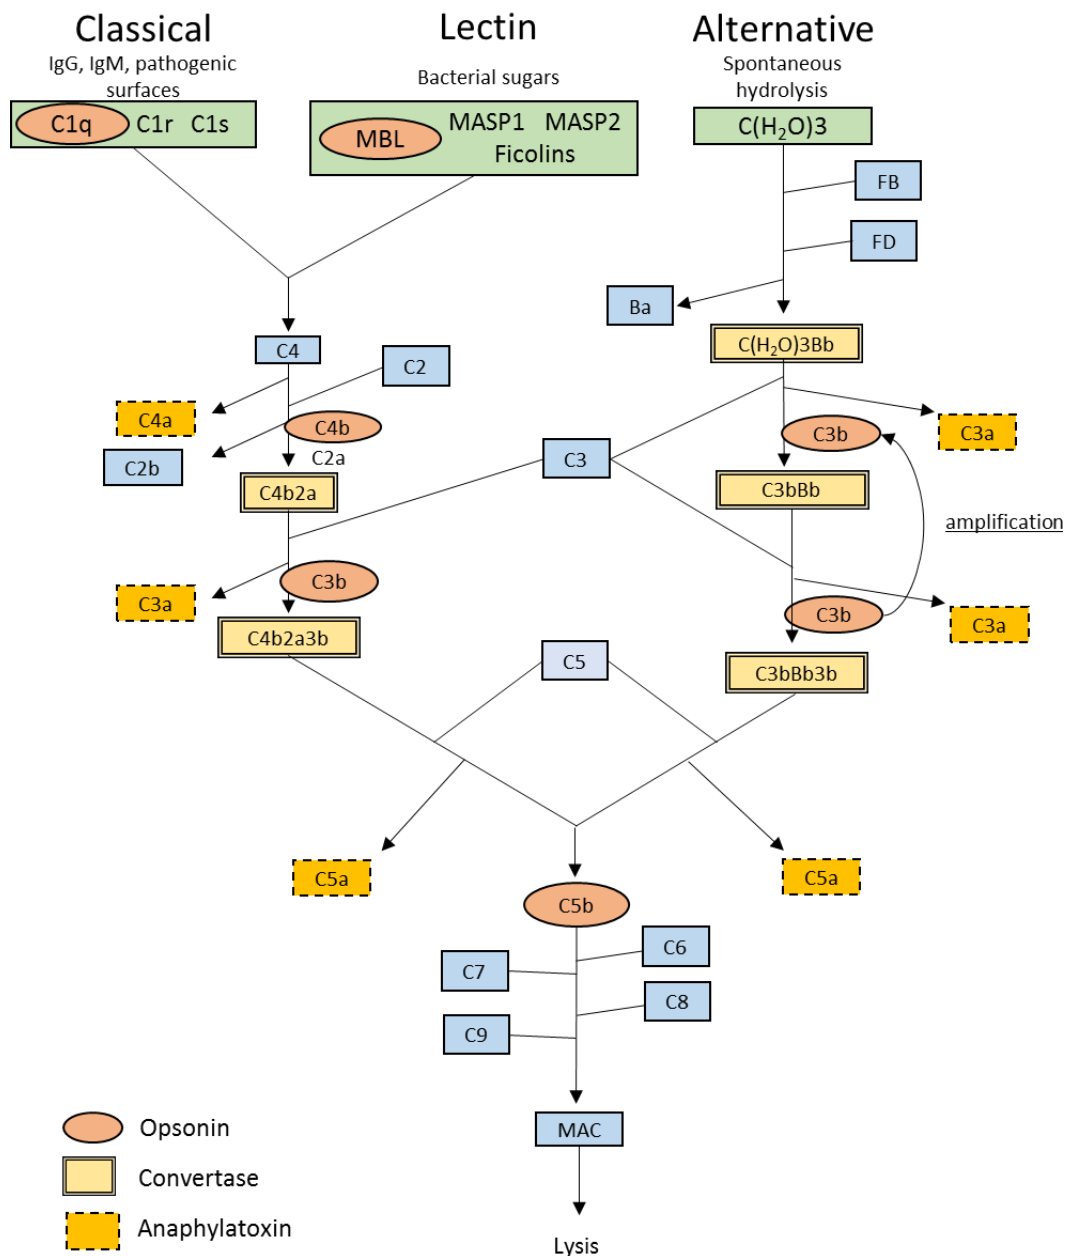 Classical
Lectin
Alternative
IgG, IgM, pathogenic
surfaces
Bacterial sugars
Spontaneous
hydrolysis
C1q C1r C1s
MBL
MASP1 MASP2
Ficolins
C(H₂O)3
FB
FD
Ba
C(H₂O)3Bb
C4
C2
C4a
C4b
C2b
C2a
C3
C3b
C3a
C4b2a
C3bBb
amplification
C3a
C3b
C3b
C3a
C4b2a3b
C5
C3bBb3b
C5a
C5a
C5b
C6
C7
C8
C9
MAC
Lysis
Opsonin
Convertase
Anaphylatoxin